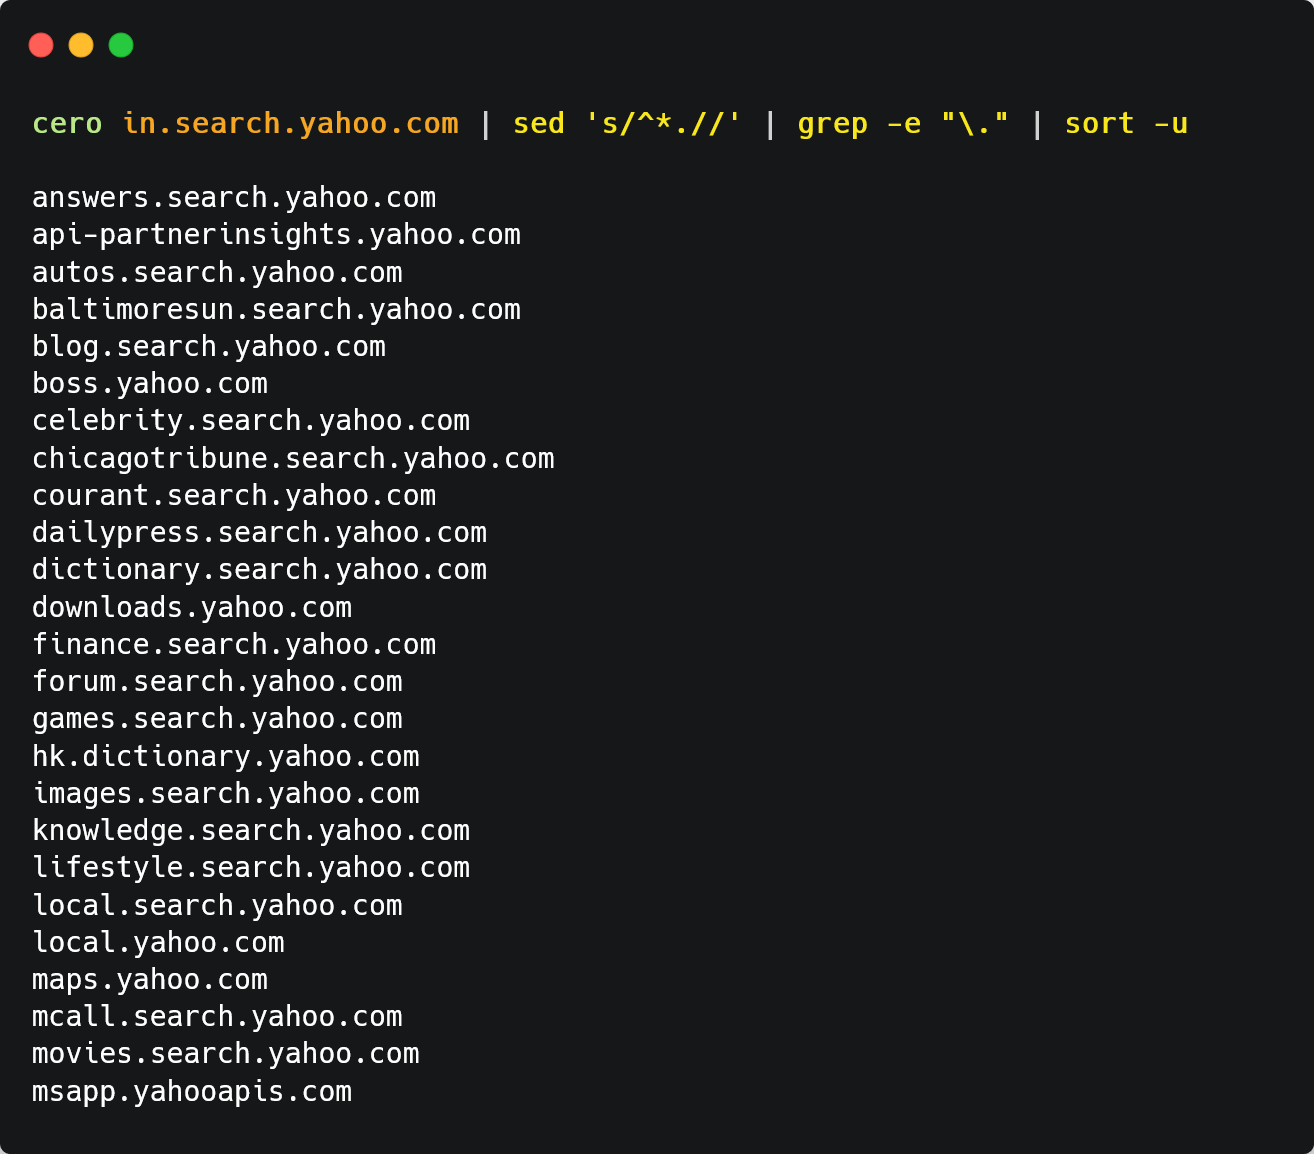 cero in.search.yahoo.com | sed 's/^*.//' | grep -e "\." | sort -u
answers.search.yahoo.com
api-partnerinsights.yahoo.com
autos.search.yahoo.com
baltimoresun.search.yahoo.com
blog.search.yahoo.com
boss.yahoo.com
celebrity.search.yahoo.com
chicagotribune.search.yahoo.com
courant.search.yahoo.com
dailypress.search.yahoo.com
dictionary.search.yahoo.com
downloads.yahoo.com
finance.search.yahoo.com
forum.search.yahoo.com
games.search.yahoo.com
hk.dictionary.yahoo.com
images.search.yahoo.com
knowledge.search.yahoo.com
lifestyle.search.yahoo.com
local.search.yahoo.com
local.yahoo.com
maps.yahoo.com
mcall.search.yahoo.com
movies.search.yahoo.com
msapp.yahooapis.com